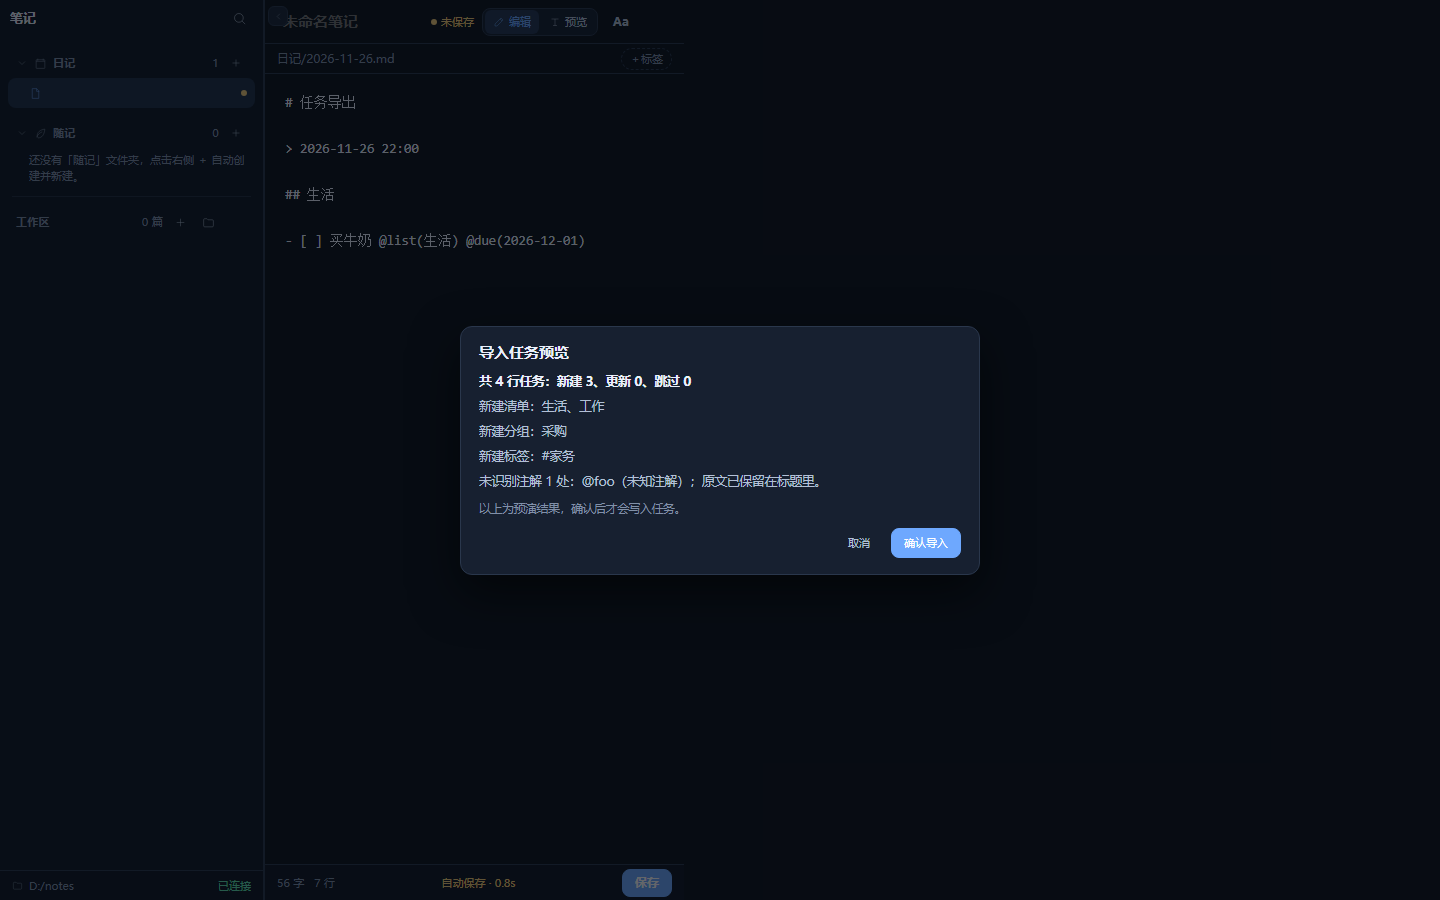 笔记
日记 1 +
随记 0 +
还没有「随记」文件夹，点击右侧 + 自动创
建并新建。
工作区 0 篇 +
D:/notes 已连接
未命名笔记 未保存 编辑 预览 Aa
日记/2026-11-26.md +标签
# 任务导出
> 2026-11-26 22:00
## 生活
- [ ] 买牛奶 @list(生活) @due(2026-12-01)
导入任务预览
共 4 行任务：新建 3、更新 0、跳过 0
新建清单：生活、工作
新建分组：采购
新建标签：#家务
未识别注解 1 处：@foo（未知注解）；原文已保留在标题里。
以上为预演结果，确认后才会写入任务。
取消 确认导入
56 字 7 行 自动保存 · 0.8s 保存